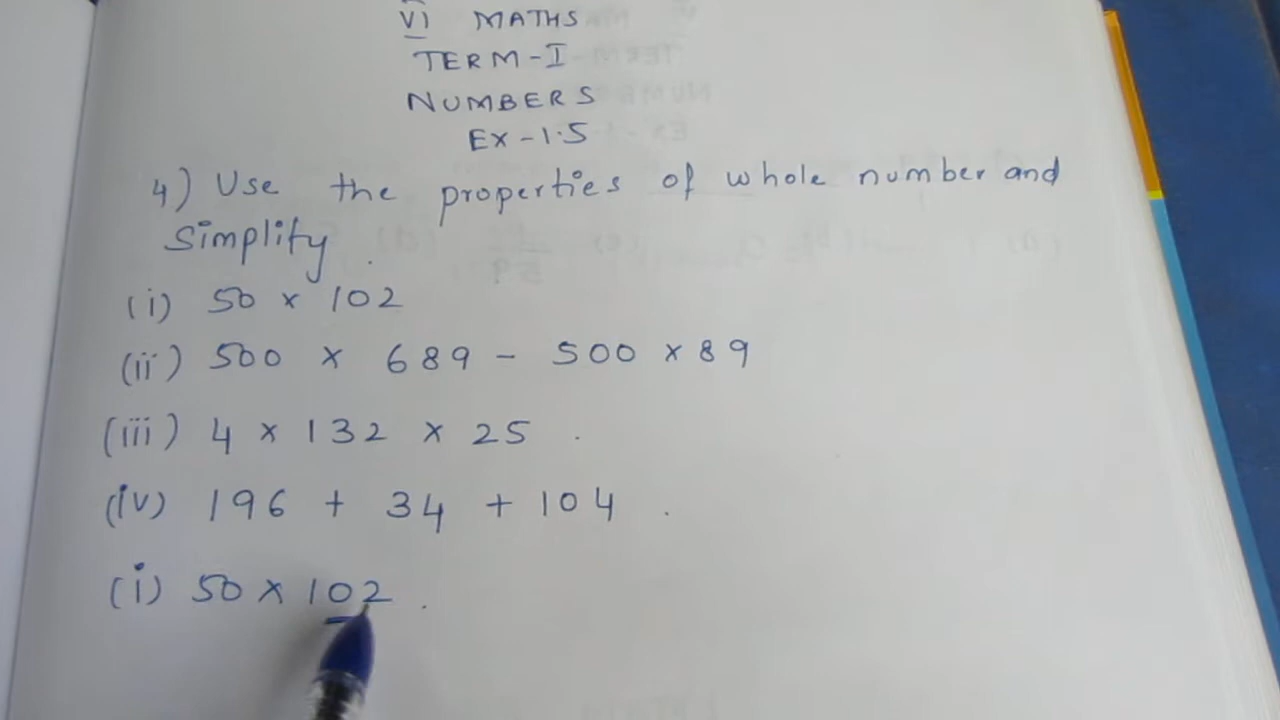 VI MATHS
TERM-I
NUMBERS
EX-1.5
4) Use the properties of whole number and
Simplify.
(i) 50 x 102
(ii) 500 x 689 - 500 x 89
(iii) 4 x 132 x 25.
(iv) 196 + 34 + 104.
(i) 50 x 102.